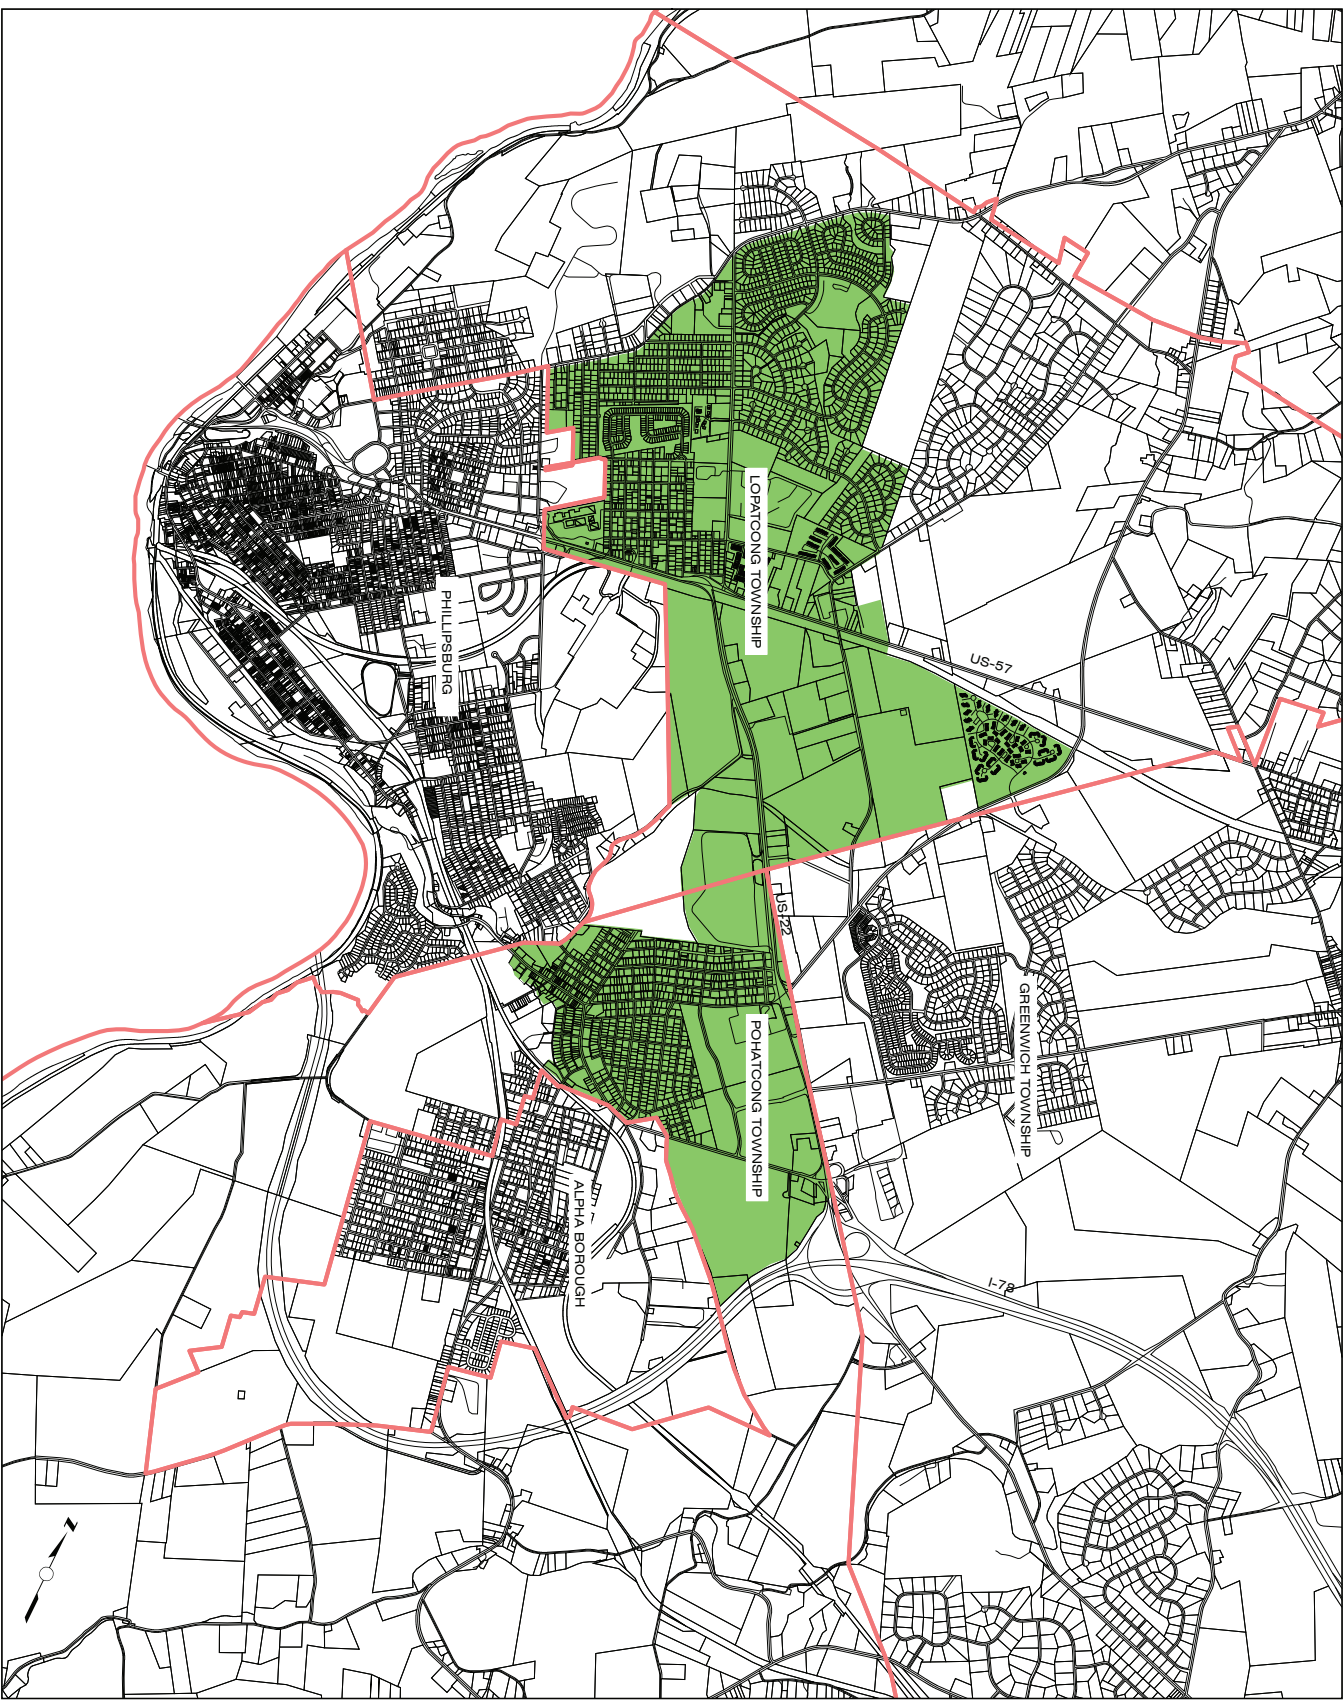 US-57
LOPATCONG TOWNSHIP
PHILLIPSBURG
US-22
GREENWICH TOWNSHIP
POHATCONG TOWNSHIP
ALPHA BOROUGH
I-78
N